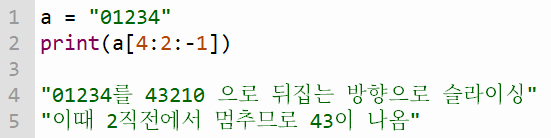 1 a = "01234"
2 print(a[4:2:-1])
3
4 "01234를 43210 으로 뒤집는 방향으로 슬라이싱"
5 "이때 2직전에서 멈추므로 43이 나옴"